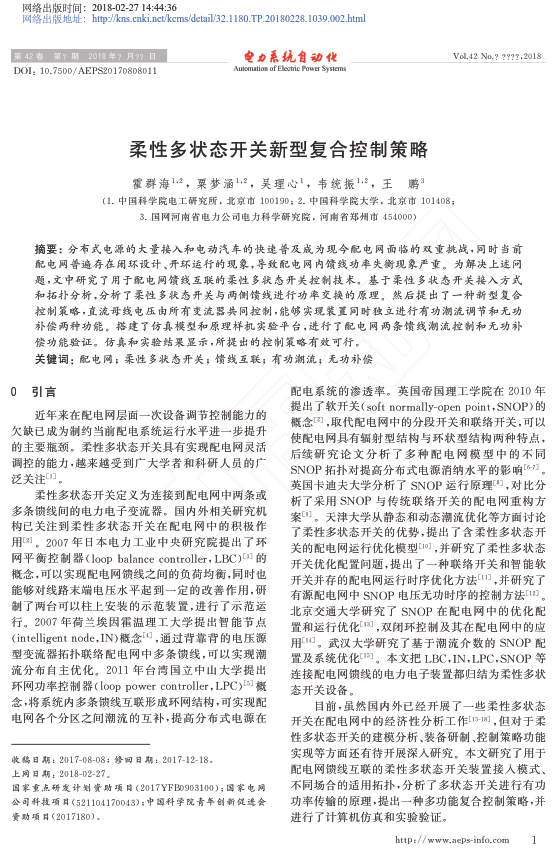 网络出版时间：2018-02-27 14:44:36
网络出版地址：http://kns.cnki.net/kcms/detail/32.1180.TP.20180228.1039.002.html
第 42 卷 第? 期 2018 年? 月?? 日
电力系统自动化
Automation of Electric Power Systems
Vol.42 No.? ????,2018
DOI: 10.7500/AEPS20170808011
柔性多状态开关新型复合控制策略
霍群海1,2，粟梦涵1,2，吴理心1，韦统振1,2，王 鹏3
(1. 中国科学院电工研究所，北京市 100190；2. 中国科学院大学，北京市 101408；
3. 国网河南省电力公司电力科学研究院，河南省郑州市 454000)
摘要：分布式电源的大量接入和电动汽车的快速普及成为现今配电网面临的双重挑战，同时当前
配电网普遍存在闭环设计、开环运行的现象，导致配电网内馈线功率失衡现象严重。为解决上述问
题，文中研究了用于配电网馈线互联的柔性多状态开关控制技术。基于柔性多状态开关接入方式
和拓扑分析，分析了柔性多状态开关与两侧馈线进行功率交换的原理。然后提出了一种新型复合
控制策略，直流母线电压由所有变流器共同控制，能够实现装置同时独立进行有功潮流调节和无功
补偿两种功能。搭建了仿真模型和原理样机实验平台，进行了配电网两条馈线潮流控制和无功补
偿功能验证。仿真和实验结果显示，所提出的控制策略有效可行。
关键词：配电网；柔性多状态开关；馈线互联；有功潮流；无功补偿
0 引言
近年来在配电网层面一次设备调节控制能力的
欠缺已成为制约当前配电系统运行水平进一步提升
的主要瓶颈。柔性多状态开关具有实现配电网灵活
调控的能力，越来越受到广大学者和科研人员的广
泛关注[1]。
柔性多状态开关定义为连接到配电网中两条或
多条馈线间的电力电子变流器。国内外相关研究机
构已关注到柔性多状态开关在配电网中的积极作
用[2]。2007 年日本电力工业中央研究院提出了环
网平衡控制器(loop balance controller，LBC)[3]的
概念，可以实现配电网馈线之间的负荷均衡，同时也
能够对线路末端电压水平起到一定的改善作用，研
制了两台可以柱上安装的示范装置，进行了示范运
行。2007 年荷兰埃因霍温理工大学提出智能节点
(intelligent node，IN)概念[4]，通过背靠背的电压源
型变流器拓扑联络配电网中多条馈线，可以实现潮
流分布自主优化。2011 年台湾国立中山大学提出
环网功率控制器(loop power controller，LPC)[5]概
念，将系统内多条馈线互联形成环网结构，可实现配
电网各个分区之间潮流的互补，提高分布式电源在
收稿日期：2017-08-08；修回日期：2017-12-18。
上网日期：2018-02-27。
国家重点研发计划资助项目(2017YFB0903100)；国家电网
公司科技项目(521104170043)；中国科学院青年创新促进会
资助项目(2017180)。
配电系统的渗透率。英国帝国理工学院在 2010 年
提出了软开关(soft normally-open point，SNOP)的
概念[2]，取代配电网中的分段开关和联络开关，可以
使配电网具有辐射型结构与环状型结构两种特点，
后续研究论文分析了多种配电网模型中的不同
SNOP 拓扑对提高分布式电源消纳水平的影响[6-7]。
英国卡迪夫大学分析了 SNOP 运行原理[8]，对比分
析了采用 SNOP 与传统联络开关的配电网重构方
案[9]。天津大学从静态和动态潮流优化等方面讨论
了柔性多状态开关的优势，提出了含柔性多状态开
关的配电网运行优化模型[10]，并研究了柔性多状态
开关优化配置问题，提出了一种联络开关和智能软
开关并存的配电网运行时序优化方法[11]，并研究了
有源配电网中 SNOP 电压无功时序的控制方法[12]。
北京交通大学研究了 SNOP 在配电网中的优化配
置和运行优化[13]，双闭环控制及其在配电网中的应
用[14]。武汉大学研究了基于潮流介数的 SNOP 配
置及系统优化[15]。本文把 LBC，IN，LPC，SNOP 等
连接配电网馈线的电力电子装置都归结为柔性多状
态开关设备。
目前，虽然国内外已经开展了一些柔性多状态
开关在配电网中的经济性分析工作[15-18]，但对于柔
性多状态开关的建模分析、装备研制、控制策略功能
实现等方面还有待开展深入研究。本文研究了用于
配电网馈线互联的柔性多状态开关装置接入模式、
不同场合的适用拓扑，分析了多状态开关进行有功
功率传输的原理，提出一种多功能复合控制策略，并
进行了计算机仿真和实验验证。
http://www.aeps-info.com 1